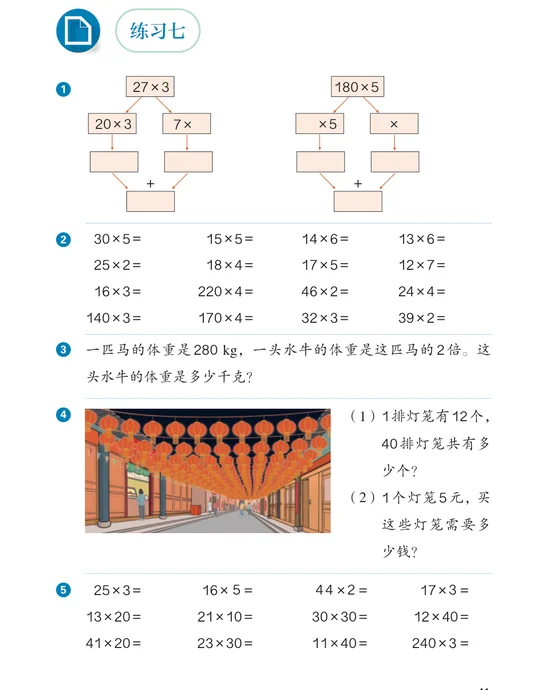 练习七
1
27×3
180×5
20×3
7×
×5
×
+
+
2
30×5= 15×5= 14×6= 13×6=
25×2= 18×4= 17×5= 12×7=
16×3= 220×4= 46×2= 24×4=
140×3= 170×4= 32×3= 39×2=
3 一匹马的体重是280 kg，一头水牛的体重是这匹马的2倍。这
头水牛的体重是多少千克？
4
（1）1排灯笼有12个，
40排灯笼共有多
少个？
（2）1个灯笼5元，买
这些灯笼需要多
少钱？
5
25×3= 16×5= 44×2= 17×3=
13×20= 21×10= 30×30= 12×40=
41×20= 23×30= 11×40= 240×3=